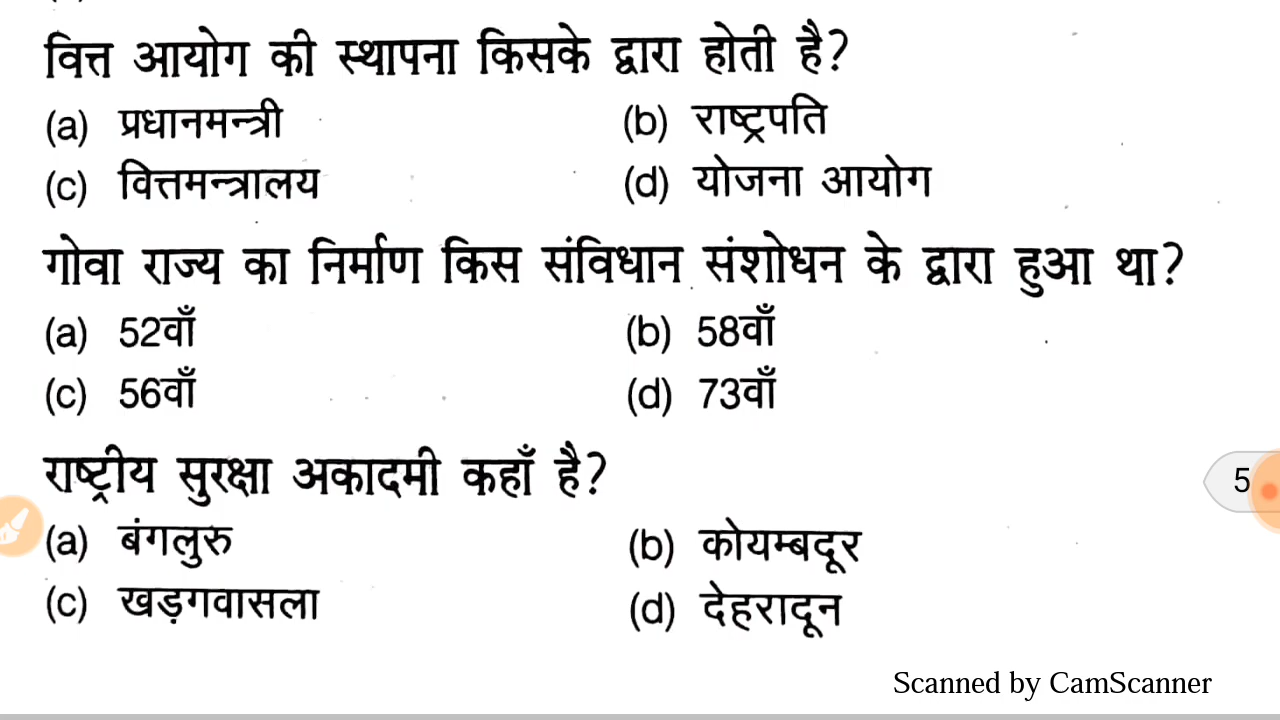 वित्त आयोग की स्थापना किसके द्वारा होती है?
(a) प्रधानमन्त्री (b) राष्ट्रपति
(c) वित्तमन्त्रालय (d) योजना आयोग
गोवा राज्य का निर्माण किस संविधान संशोधन के द्वारा हुआ था?
(a) 52वाँ (b) 58वाँ
(c) 56वाँ (d) 73वाँ
राष्ट्रीय सुरक्षा अकादमी कहाँ है?
(a) बंगलुरु (b) कोयम्बदूर
(c) खड़गवासला (d) देहरादून
5
Scanned by CamScanner